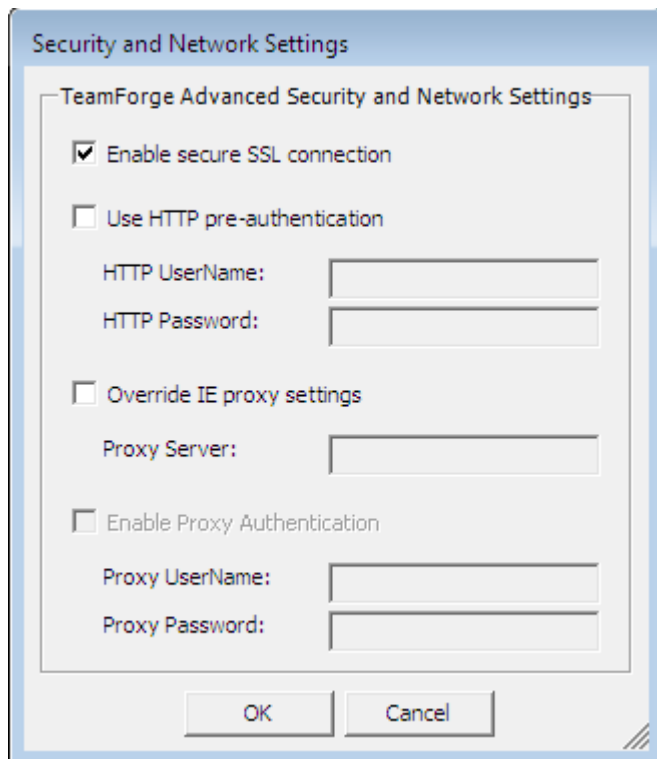 Security and Network Settings
TeamForge Advanced Security and Network Settings
Enable secure SSL connection
Use HTTP pre-authentication
HTTP UserName:
HTTP Password:
Override IE proxy settings
Proxy Server:
Enable Proxy Authentication
Proxy UserName:
Proxy Password:
OK Cancel